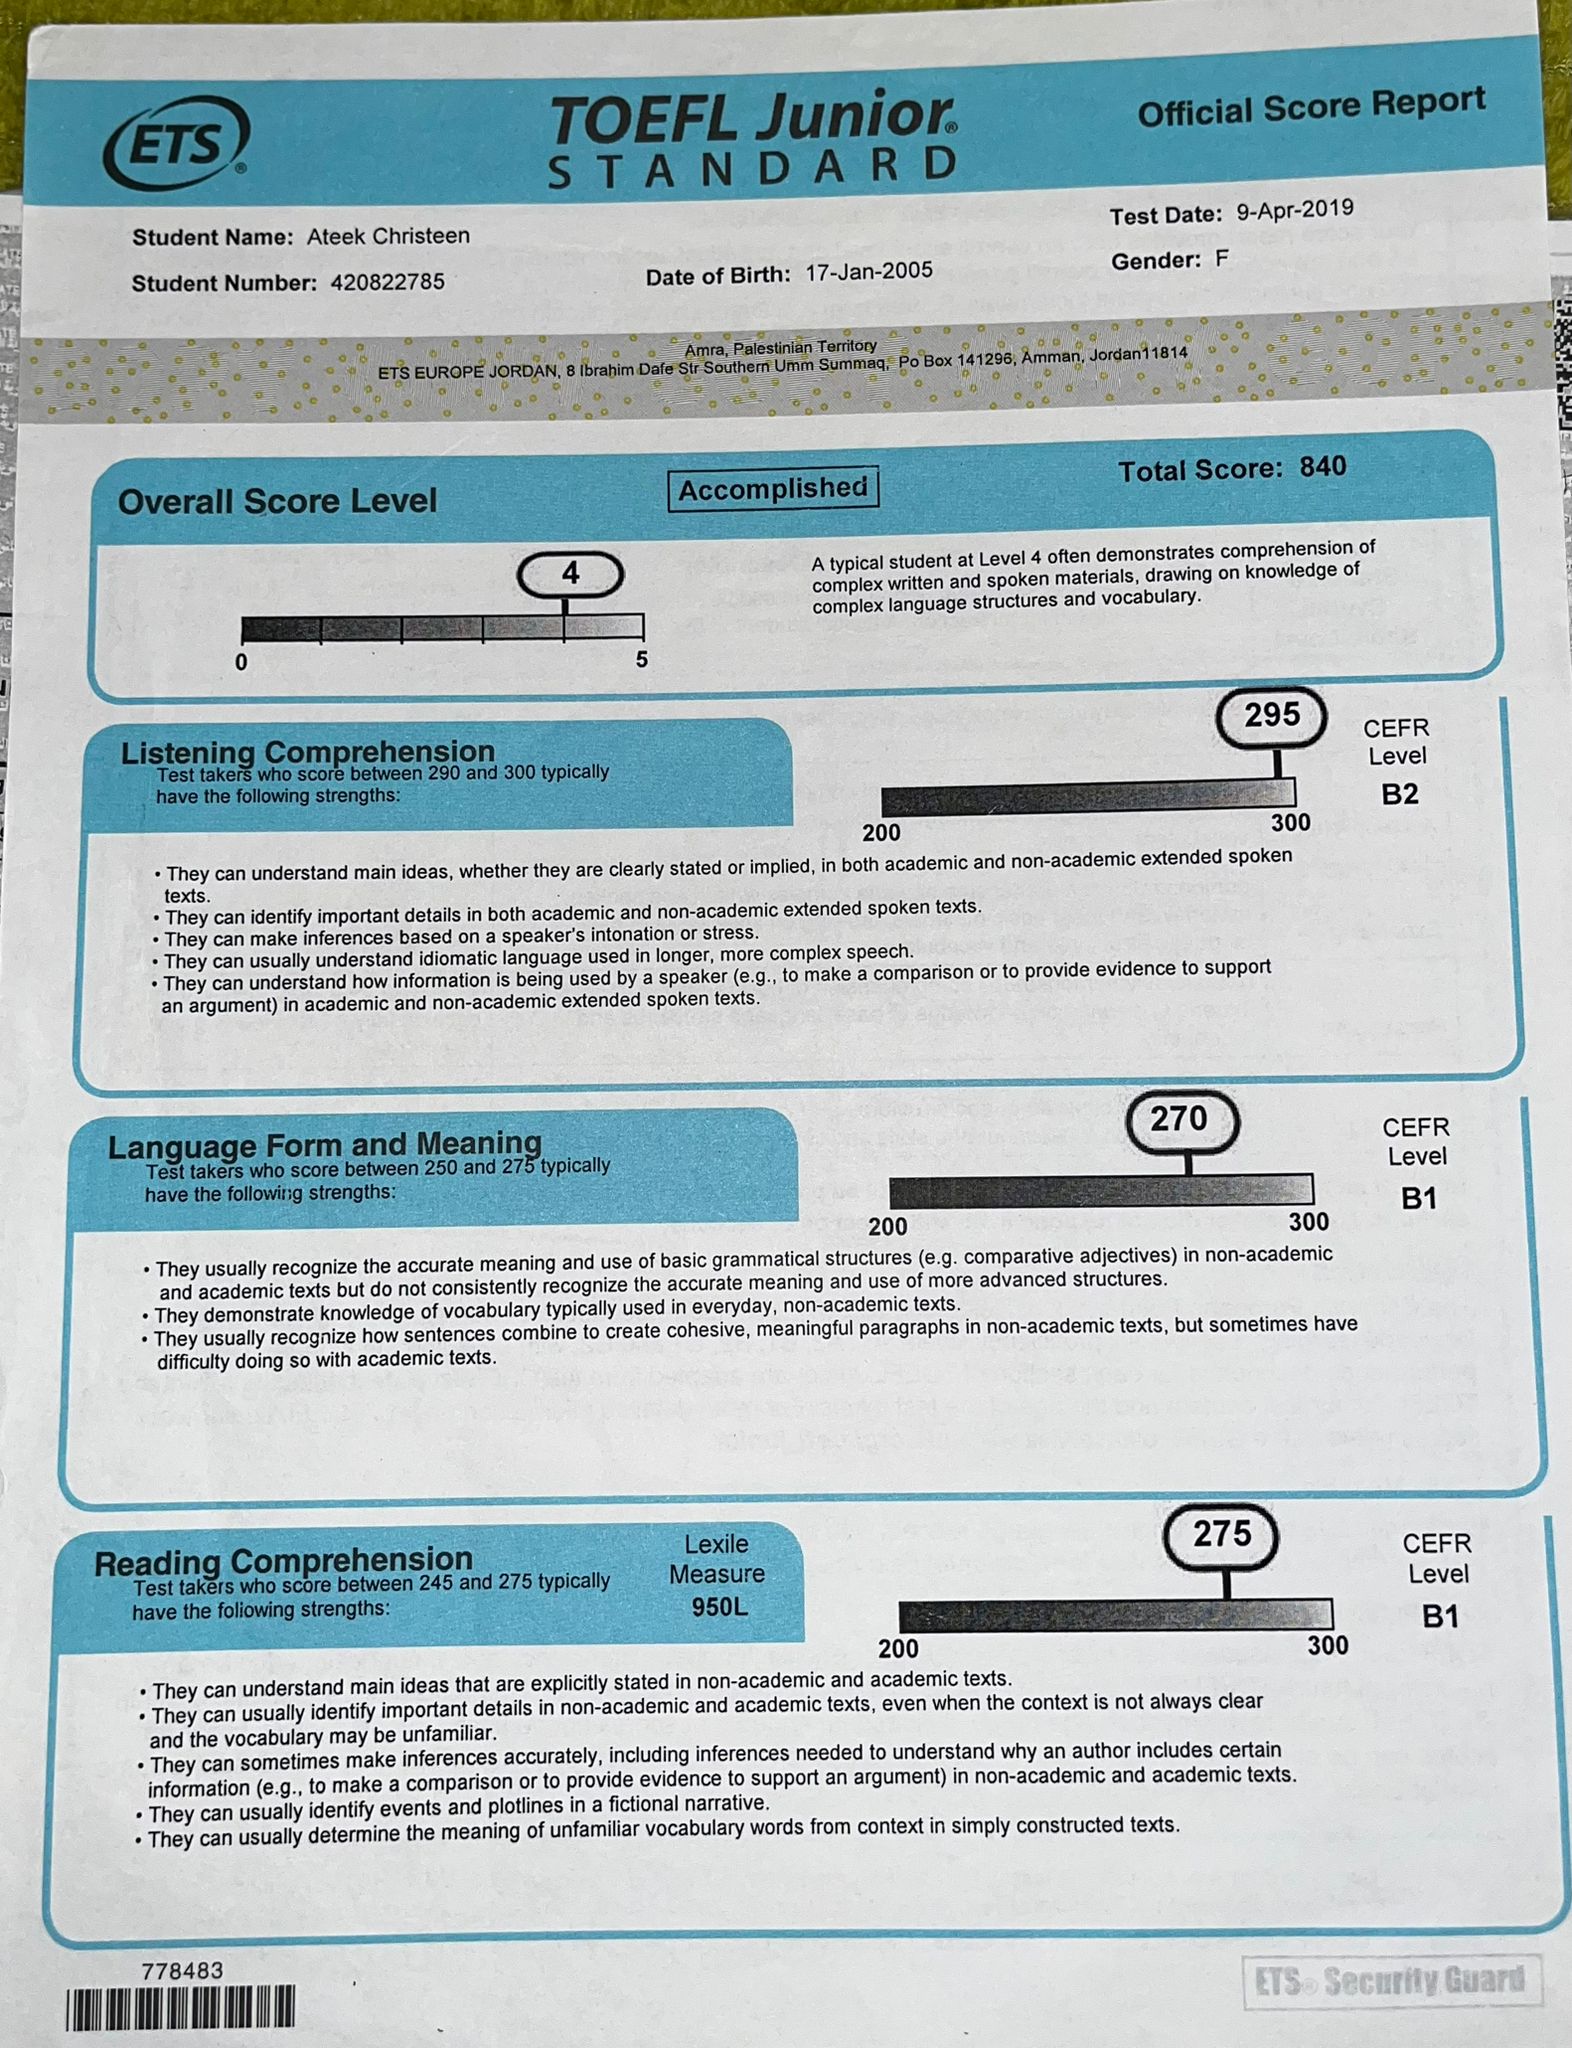 ETS®
TOEFL Junior®
STANDARD
Official Score Report
Student Name: Ateek Christeen
Test Date: 9-Apr-2019
Student Number: 420822785
Date of Birth: 17-Jan-2005
Gender: F
Amra, Palestinian Territory
ETS EUROPE JORDAN, 8 Ibrahim Dafe Str Southern Umm Summaq, Po Box 141296, Amman, Jordan11814
Overall Score Level
Accomplished
Total Score: 840
4
0
5
A typical student at Level 4 often demonstrates comprehension of
complex written and spoken materials, drawing on knowledge of
complex language structures and vocabulary.
Listening Comprehension
Test takers who score between 290 and 300 typically
have the following strengths:
295
200
300
CEFR
Level
B2
• They can understand main ideas, whether they are clearly stated or implied, in both academic and non-academic extended spoken
texts.
• They can identify important details in both academic and non-academic extended spoken texts.
• They can make inferences based on a speaker's intonation or stress.
• They can usually understand idiomatic language used in longer, more complex speech.
• They can understand how information is being used by a speaker (e.g., to make a comparison or to provide evidence to support
an argument) in academic and non-academic extended spoken texts.
Language Form and Meaning
Test takers who score between 250 and 275 typically
have the following strengths:
270
200
300
CEFR
Level
B1
• They usually recognize the accurate meaning and use of basic grammatical structures (e.g. comparative adjectives) in non-academic
and academic texts but do not consistently recognize the accurate meaning and use of more advanced structures.
• They demonstrate knowledge of vocabulary typically used in everyday, non-academic texts.
• They usually recognize how sentences combine to create cohesive, meaningful paragraphs in non-academic texts, but sometimes have
difficulty doing so with academic texts.
Reading Comprehension
Test takers who score between 245 and 275 typically
have the following strengths:
Lexile
Measure
950L
275
200
300
CEFR
Level
B1
• They can understand main ideas that are explicitly stated in non-academic and academic texts.
• They can usually identify important details in non-academic and academic texts, even when the context is not always clear
and the vocabulary may be unfamiliar.
• They can sometimes make inferences accurately, including inferences needed to understand why an author includes certain
information (e.g., to make a comparison or to provide evidence to support an argument) in non-academic and academic texts.
• They can usually identify events and plotlines in a fictional narrative.
• They can usually determine the meaning of unfamiliar vocabulary words from context in simply constructed texts.
778483
ETS® Security Guard